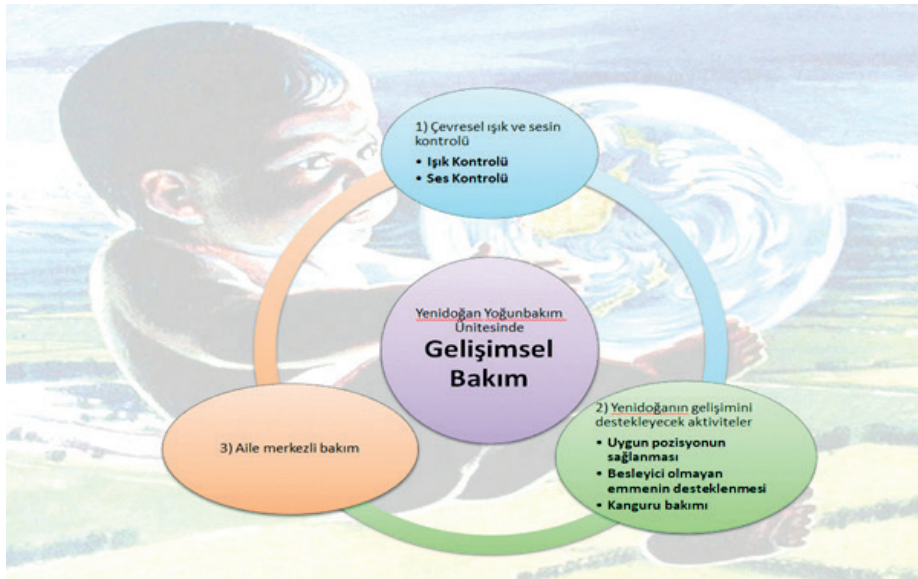 1) Çevresel ışık ve sesin
kontrolü
• Işık Kontrolü
• Ses Kontrolü
Yenidoğan Yoğunbakım
Ünitesinde
Gelişimsel
Bakım
2) Yenidoğanın gelişimini
destekleyecek aktiviteler
• Uygun pozisyonun
sağlanması
• Besleyici olmayan
emmenin desteklenmesi
• Kanguru bakımı
3) Aile merkezli bakım